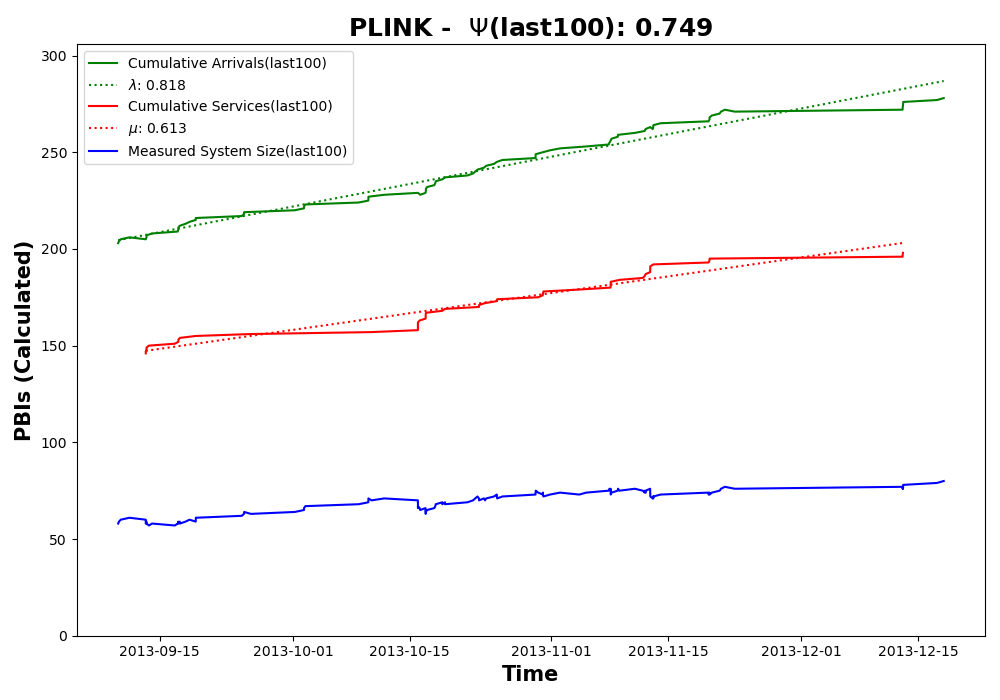 PLINK - Ψ(last100): 0.749
Cumulative Arrivals(last100)
λ: 0.818
Cumulative Services(last100)
μ: 0.613
Measured System Size(last100)
PBIs (Calculated)
300
250
200
150
100
50
0
2013-09-15 2013-10-01 2013-10-15 2013-11-01 2013-11-15 2013-12-01 2013-12-15
Time